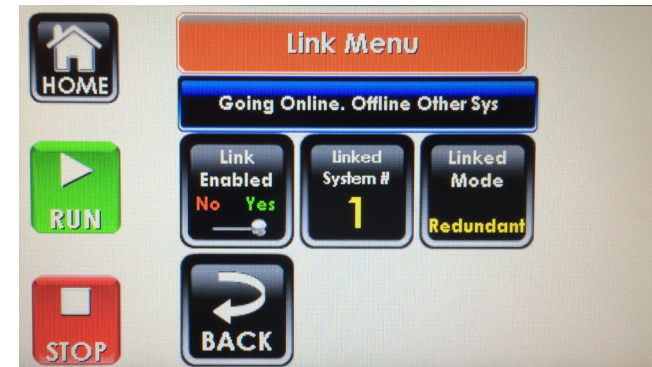 Link Menu
HOME
Going Online. Offline Other Sys
Link
Enabled
No Yes
Linked
System #
1
Linked
Mode
Redundant
RUN
BACK
STOP